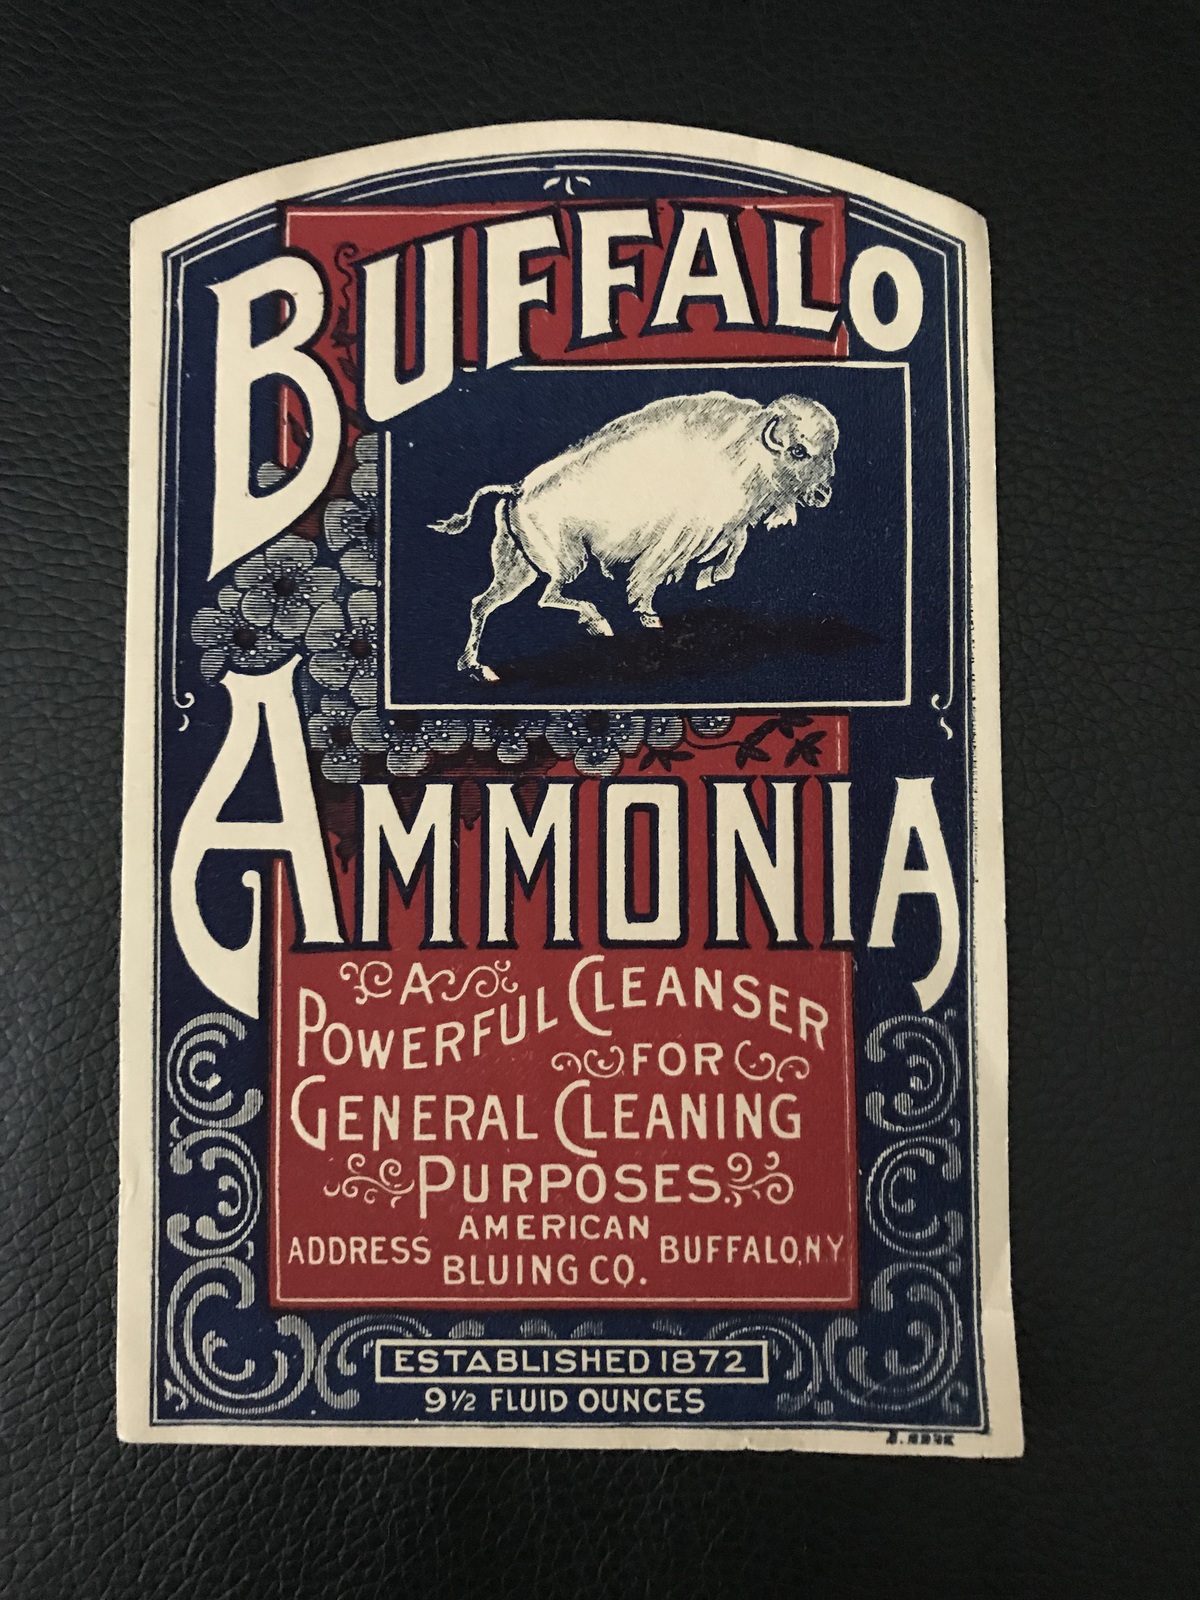 BUFFALO
AMMONIA
A
POWERFUL CLEANSER
FOR
GENERAL CLEANING
PURPOSES.
ADDRESS AMERICAN BLUING CO. BUFFALO, N.Y.
ESTABLISHED 1872
9½ FLUID OUNCES